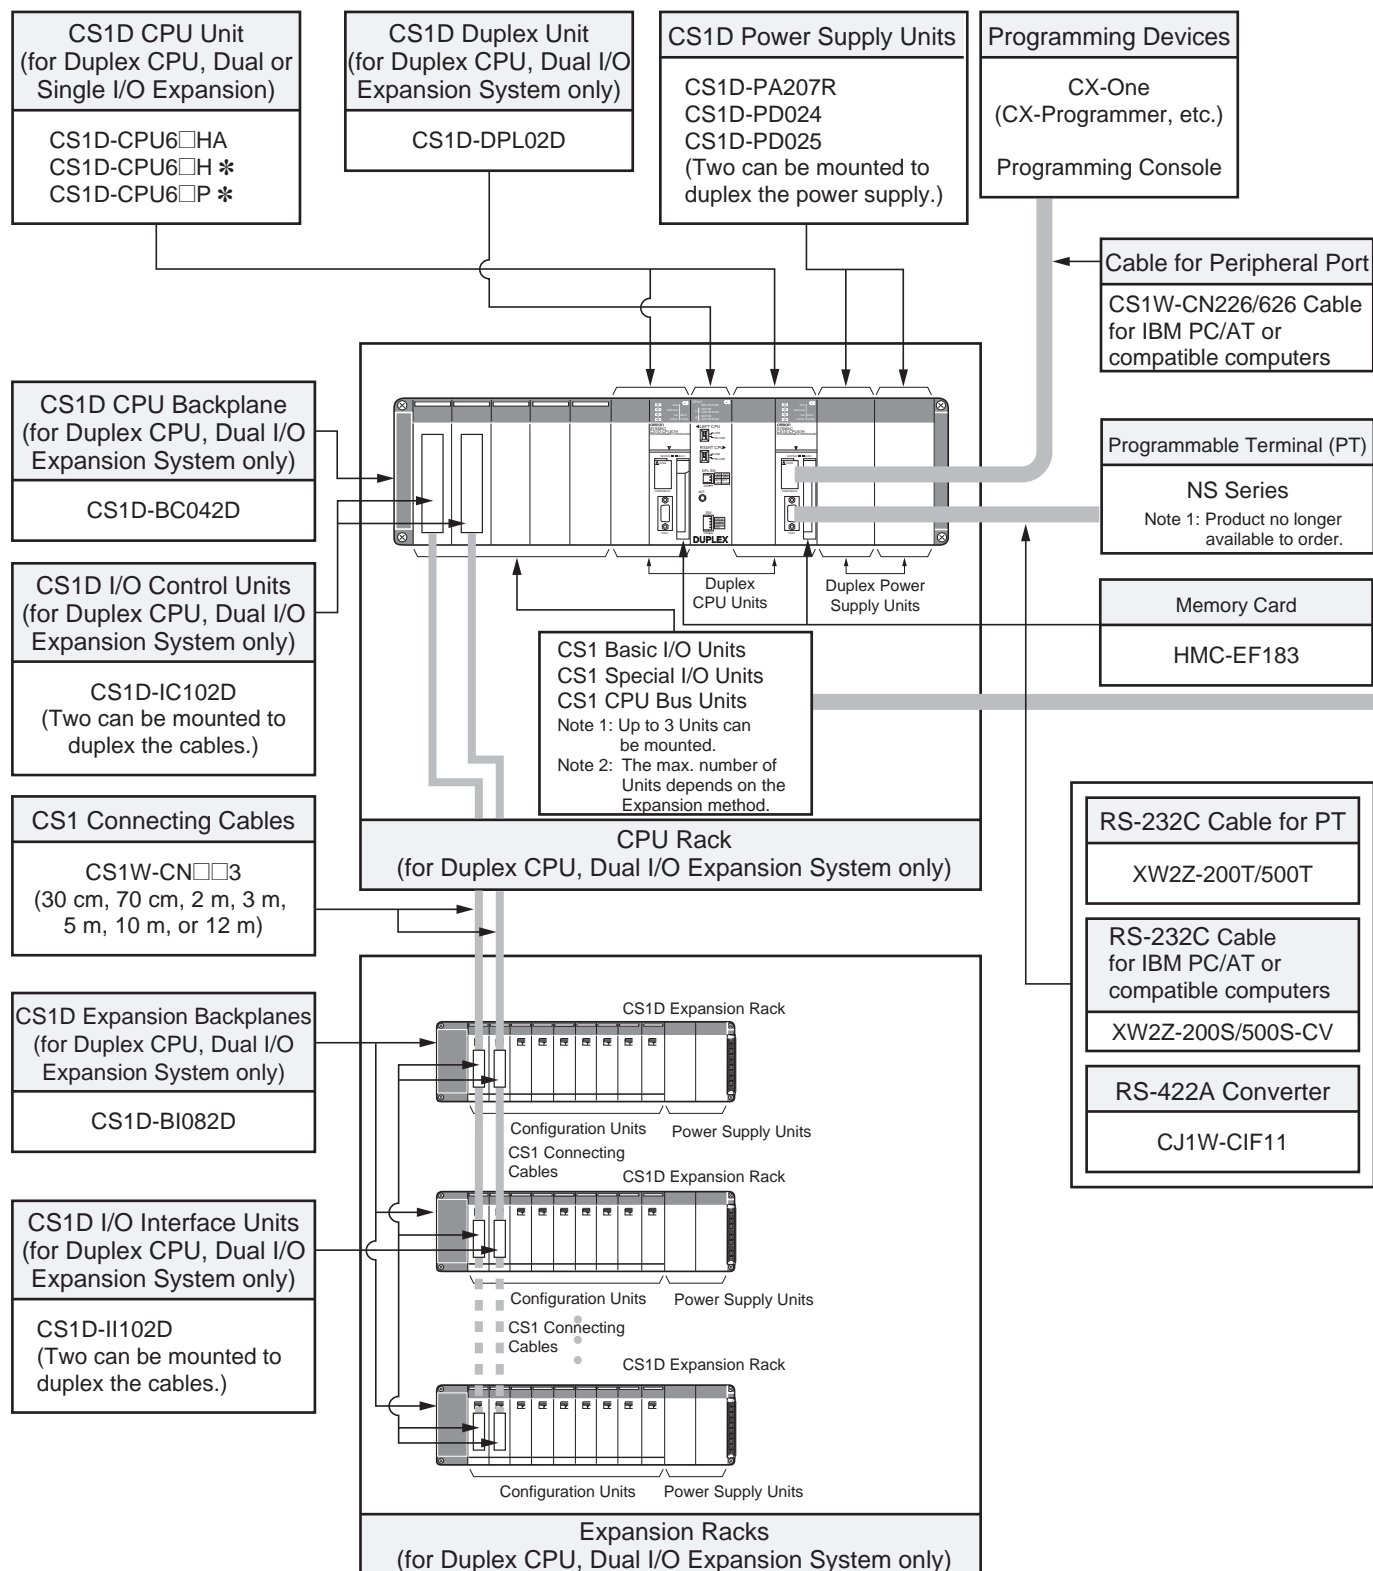 CS1D CPU Unit
(for Duplex CPU, Dual or
Single I/O Expansion)
CS1D-CPU6□HA
CS1D-CPU6□H ✻
CS1D-CPU6□P ✻
CS1D Duplex Unit
(for Duplex CPU, Dual I/O
Expansion System only)
CS1D-DPL02D
CS1D Power Supply Units
CS1D-PA207R
CS1D-PD024
CS1D-PD025
(Two can be mounted to
duplex the power supply.)
Programming Devices
CX-One
(CX-Programmer, etc.)
Programming Console
Cable for Peripheral Port
CS1W-CN226/626 Cable
for IBM PC/AT or
compatible computers
CS1D CPU Backplane
(for Duplex CPU, Dual I/O
Expansion System only)
CS1D-BC042D
LEFT CPU
RIGHT CPU
DUPLEX
Programmable Terminal (PT)
NS Series
Note 1: Product no longer
available to order.
CS1D I/O Control Units
(for Duplex CPU, Dual I/O
Expansion System only)
CS1D-IC102D
(Two can be mounted to
duplex the cables.)
Duplex
CPU Units
Duplex Power
Supply Units
Memory Card
HMC-EF183
CS1 Basic I/O Units
CS1 Special I/O Units
CS1 CPU Bus Units
Note 1: Up to 3 Units can
be mounted.
Note 2: The max. number of
Units depends on the
Expansion method.
CPU Rack
(for Duplex CPU, Dual I/O Expansion System only)
CS1 Connecting Cables
CS1W-CN□□3
(30 cm, 70 cm, 2 m, 3 m,
5 m, 10 m, or 12 m)
RS-232C Cable for PT
XW2Z-200T/500T
RS-232C Cable
for IBM PC/AT or
compatible computers
XW2Z-200S/500S-CV
RS-422A Converter
CJ1W-CIF11
CS1D Expansion Backplanes
(for Duplex CPU, Dual I/O
Expansion System only)
CS1D-BI082D
CS1D Expansion Rack
Configuration Units
Power Supply Units
CS1 Connecting
Cables
CS1D Expansion Rack
CS1D I/O Interface Units
(for Duplex CPU, Dual I/O
Expansion System only)
CS1D-II102D
(Two can be mounted to
duplex the cables.)
Configuration Units
Power Supply Units
CS1 Connecting
Cables
CS1D Expansion Rack
Configuration Units
Power Supply Units
Expansion Racks
(for Duplex CPU, Dual I/O Expansion System only)